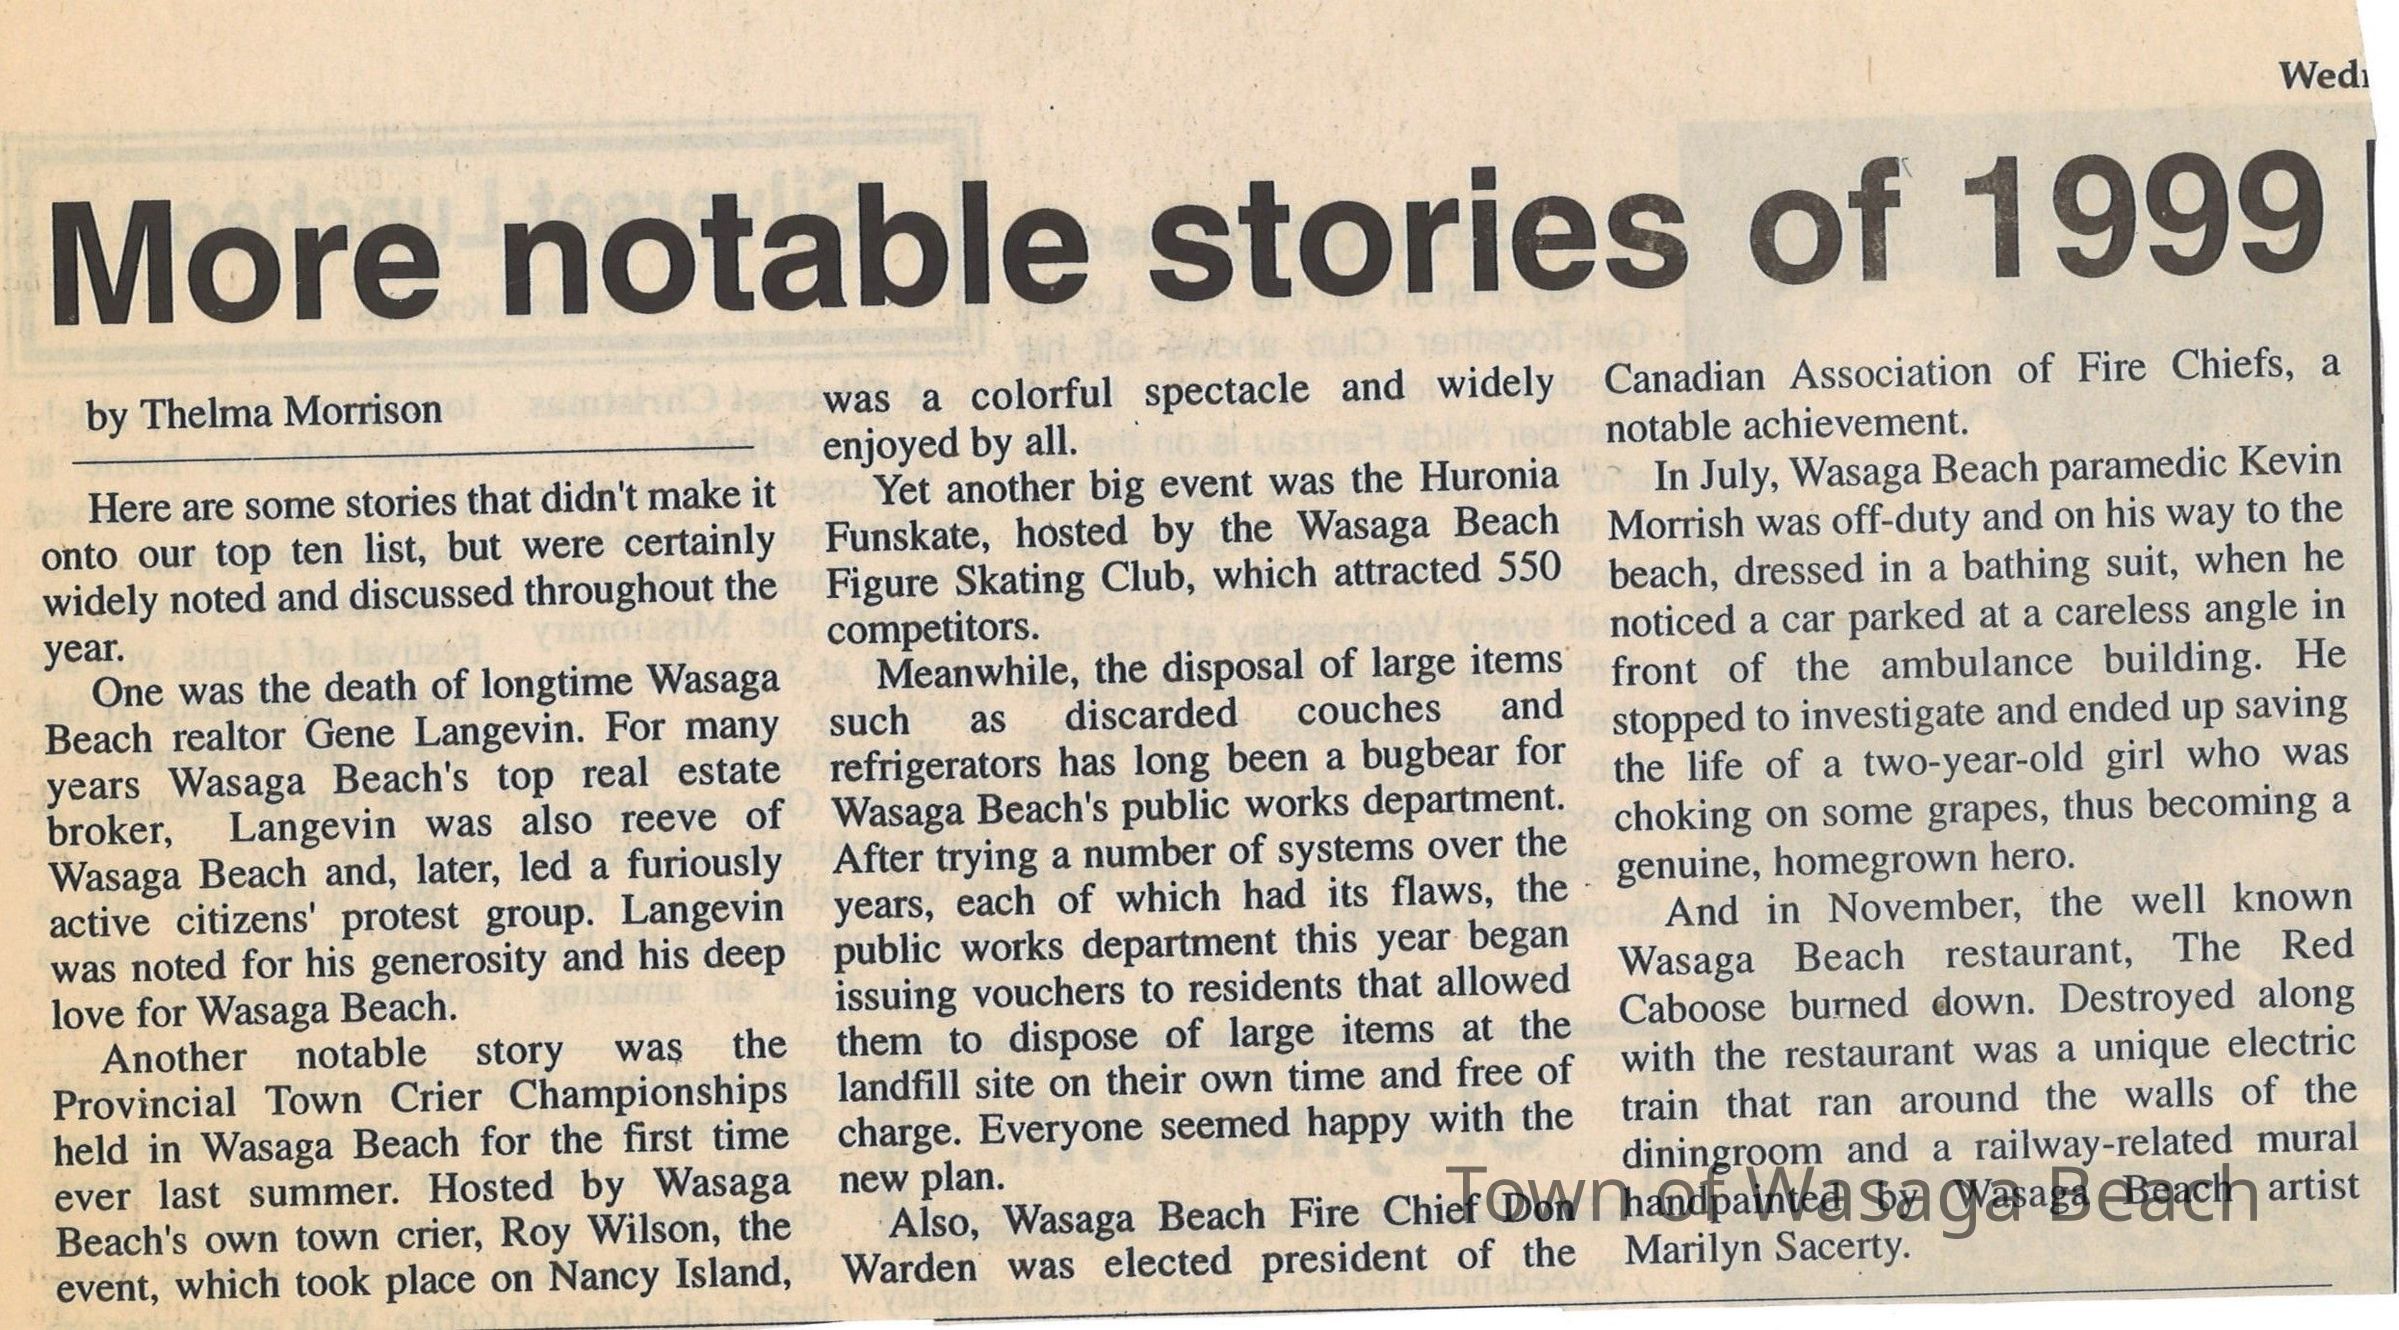 Wed
More notable stories of 1999
by Thelma Morrison
Here are some stories that didn't make it
onto our top ten list, but were certainly
widely noted and discussed throughout the
year.
One was the death of longtime Wasaga
Beach realtor Gene Langevin. For many
years Wasaga Beach's top real estate
broker, Langevin was also reeve of
Wasaga Beach and, later, led a furiously
active citizens' protest group. Langevin
was noted for his generosity and his deep
love for Wasaga Beach.
Another notable story was the
Provincial Town Crier Championships
held in Wasaga Beach for the first time
ever last summer. Hosted by Wasaga
Beach's own town crier, Roy Wilson, the
event, which took place on Nancy Island,
was a colorful spectacle and widely
enjoyed by all.
Yet another big event was the Huronia
Funskate, hosted by the Wasaga Beach
Figure Skating Club, which attracted 550
competitors.
Meanwhile, the disposal of large items
such as discarded couches and
refrigerators has long been a bugbear for
Wasaga Beach's public works department.
After trying a number of systems over the
years, each of which had its flaws, the
public works department this year began
issuing vouchers to residents that allowed
them to dispose of large items at the
landfill site on their own time and free of
charge. Everyone seemed happy with the
new plan.
Also, Wasaga Beach Fire Chief Don
Warden was elected president of the
Canadian Association of Fire Chiefs, a
notable achievement.
In July, Wasaga Beach paramedic Kevin
Morrish was off-duty and on his way to the
beach, dressed in a bathing suit, when he
noticed a car parked at a careless angle in
front of the ambulance building. He
stopped to investigate and ended up saving
the life of a two-year-old girl who was
choking on some grapes, thus becoming a
genuine, homegrown hero.
And in November, the well known
Wasaga Beach restaurant, The Red
Caboose burned down. Destroyed along
with the restaurant was a unique electric
train that ran around the walls of the
diningroom and a railway-related mural
handpainted by Wasaga Beach artist
Marilyn Sacerty.
Town of Wasaga Beach